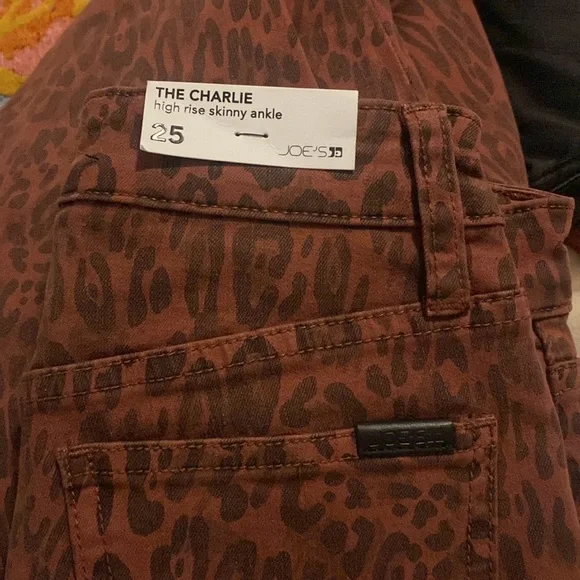 THE CHARLIE
high rise skinny ankle
25
JOE'S